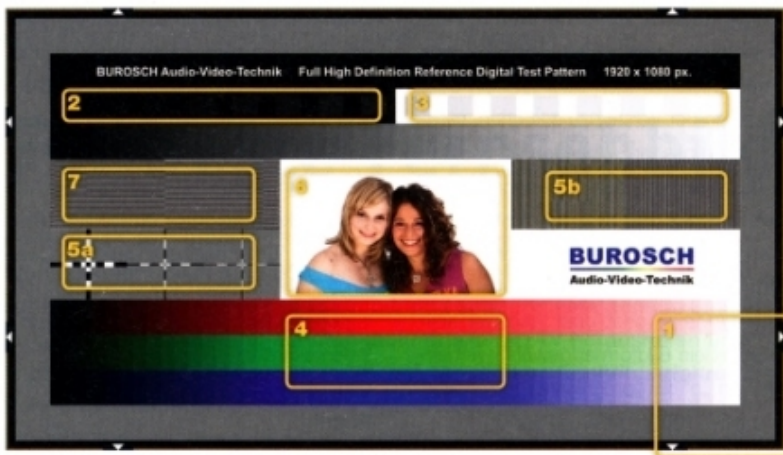 BUROSCH Audio-Video-Technik Full High Definition Reference Digital Test Pattern 1920 x 1080 px.
2
3
7
6
5b
5a
BUROSCH
Audio-Video-Technik
4
1